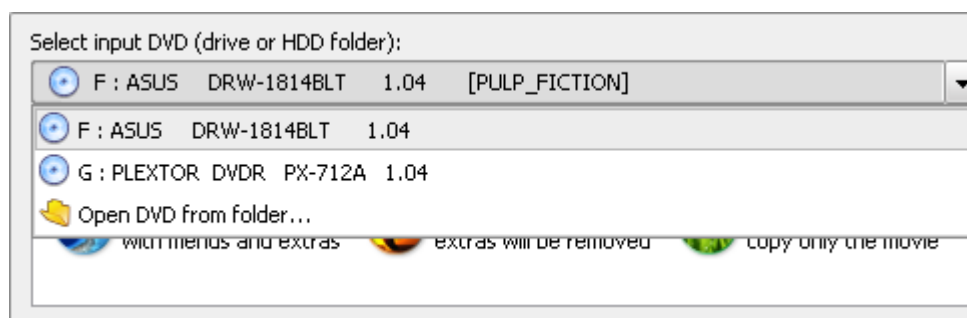 Select input DVD (drive or HDD folder):
F : ASUS DRW-1814BLT 1.04 [PULP_FICTION]
F : ASUS DRW-1814BLT 1.04
G : PLEXTOR DVDR PX-712A 1.04
Open DVD from folder...
with menus and extras extras will be removed copy only the movie